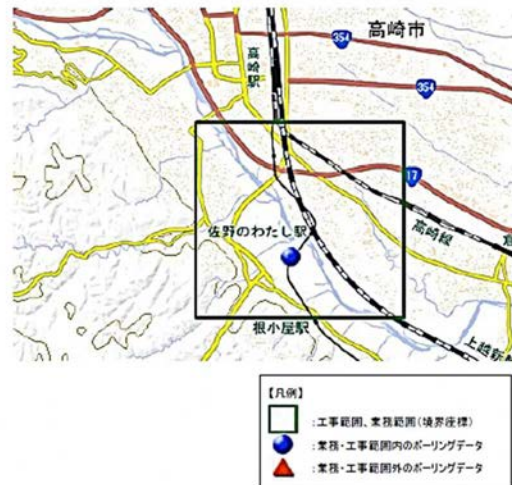 高崎市
354
高崎駅
354
17
佐野のわたし駅
高崎線
根小屋駅
上越新
【凡例】
:工事範囲、業務範囲(境界座標)
:業務・工事範囲内のボーリングデータ
:業務・工事範囲外のボーリングデータ